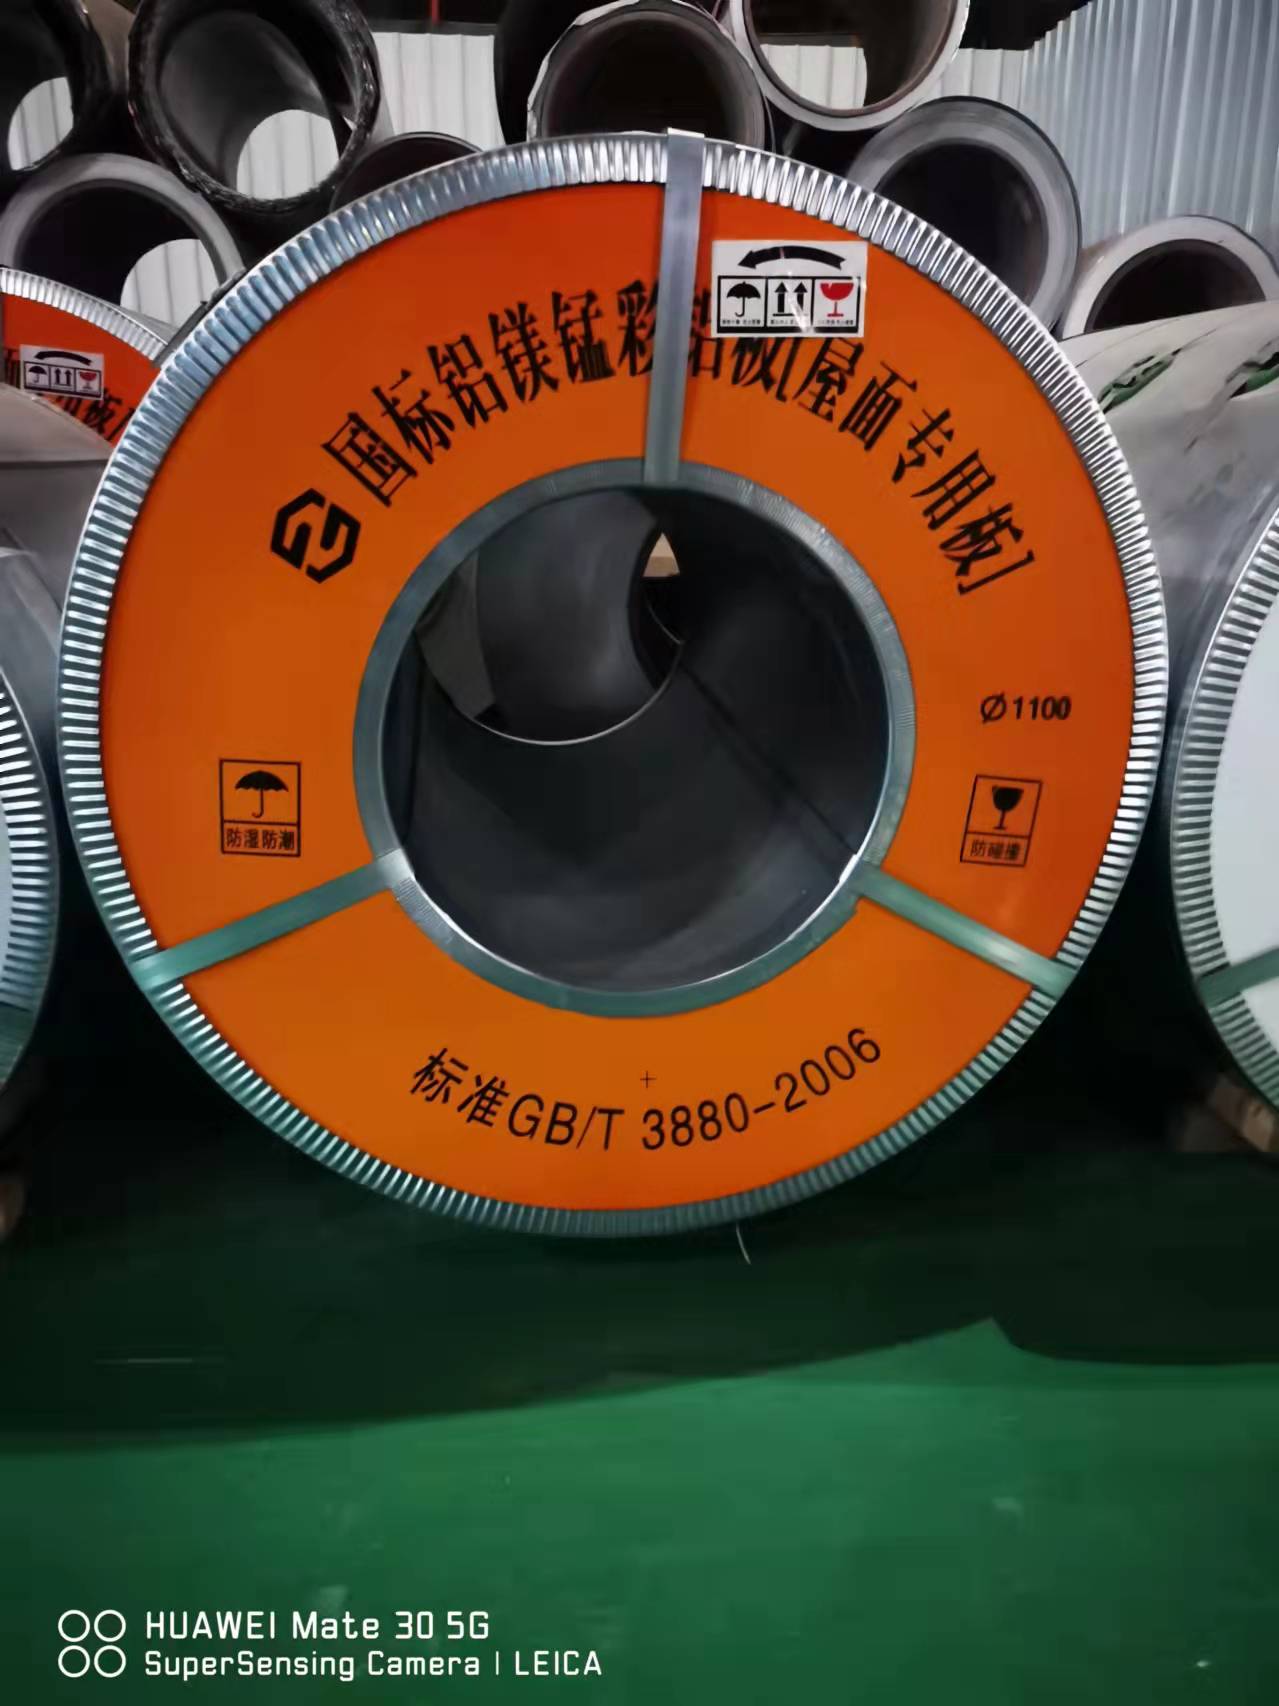 国标铝镁锰彩铝板[屋面专用板]
Ø1100
防湿防潮
防碰撞
标准GB/T 3880-2006
HUAWEI Mate 30 5G
SuperSensing Camera | LEICA